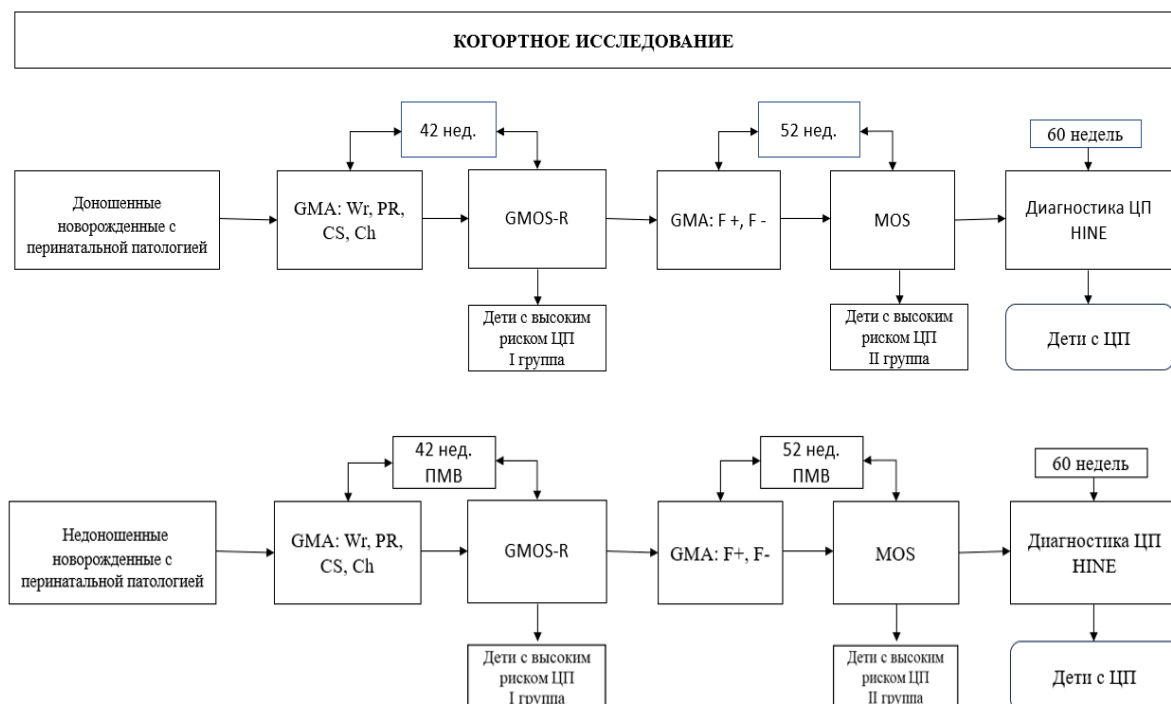 КОГОРТНОЕ ИССЛЕДОВАНИЕ
42 нед.
52 нед.
60 недель
Доношенные
новорожденные с
перинатальной патологией
GMA: Wr, PR,
CS, Ch
GMOS-R
GMA: F +, F -
MOS
Диагностика ЦП
HINE
Дети с высоким
риском ЦП
I группа
Дети с высоким
риском ЦП
II группа
Дети с ЦП
42 нед.
ПМВ
52 нед.
ПМВ
60 недель
Недоношенные
новорожденные с
перинатальной патологией
GMA: Wr, PR,
CS, Ch
GMOS-R
GMA: F+, F-
MOS
Диагностика ЦП
HINE
Дети с высоким
риском ЦП
I группа
Дети с высоким
риском ЦП
II группа
Дети с ЦП